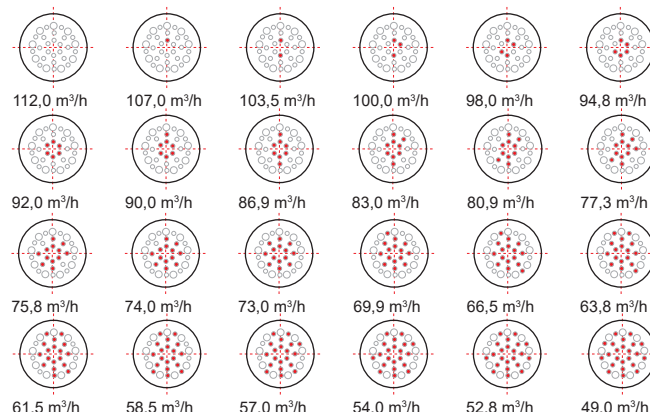 112,0 m³/h 107,0 m³/h 103,5 m³/h 100,0 m³/h 98,0 m³/h 94,8 m³/h
92,0 m³/h 90,0 m³/h 86,9 m³/h 83,0 m³/h 80,9 m³/h 77,3 m³/h
75,8 m³/h 74,0 m³/h 73,0 m³/h 69,9 m³/h 66,5 m³/h 63,8 m³/h
61,5 m³/h 58,5 m³/h 57,0 m³/h 54,0 m³/h 52,8 m³/h 49,0 m³/h